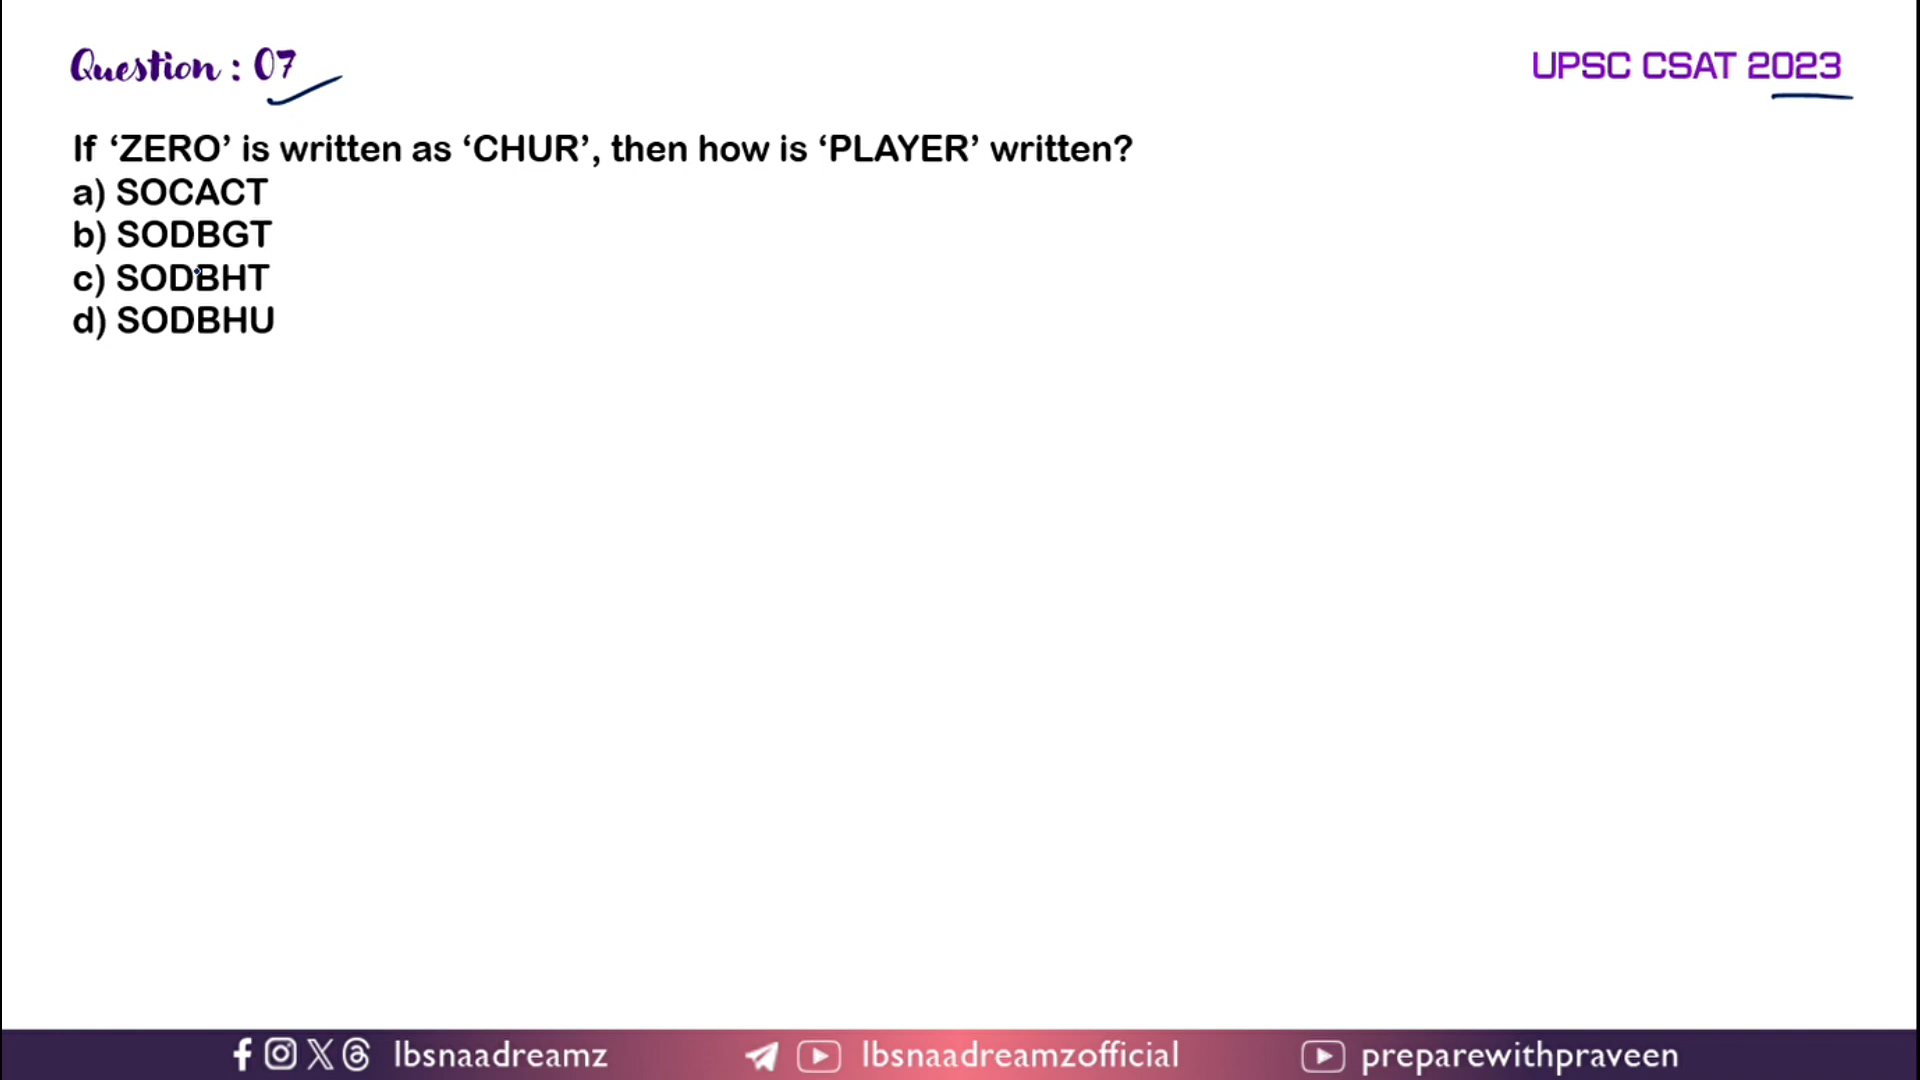 Question : 07
UPSC CSAT 2023
If ‘ZERO’ is written as ‘CHUR’, then how is ‘PLAYER’ written?
a) SOCACT
b) SODBGT
c) SODBHT
d) SODBHU
lbsnaadreamz
lbsnaadreamzofficial
preparewithpraveen